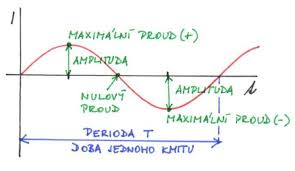 I
MAXIMÁLNÍ PROUD (+)
AMPLITUDA
NULOVÝ
PROUD
AMPLITUDA
t
MAXIMÁLNÍ PROUD (-)
PERIODA T
DOBA JEDNOHO KMITU